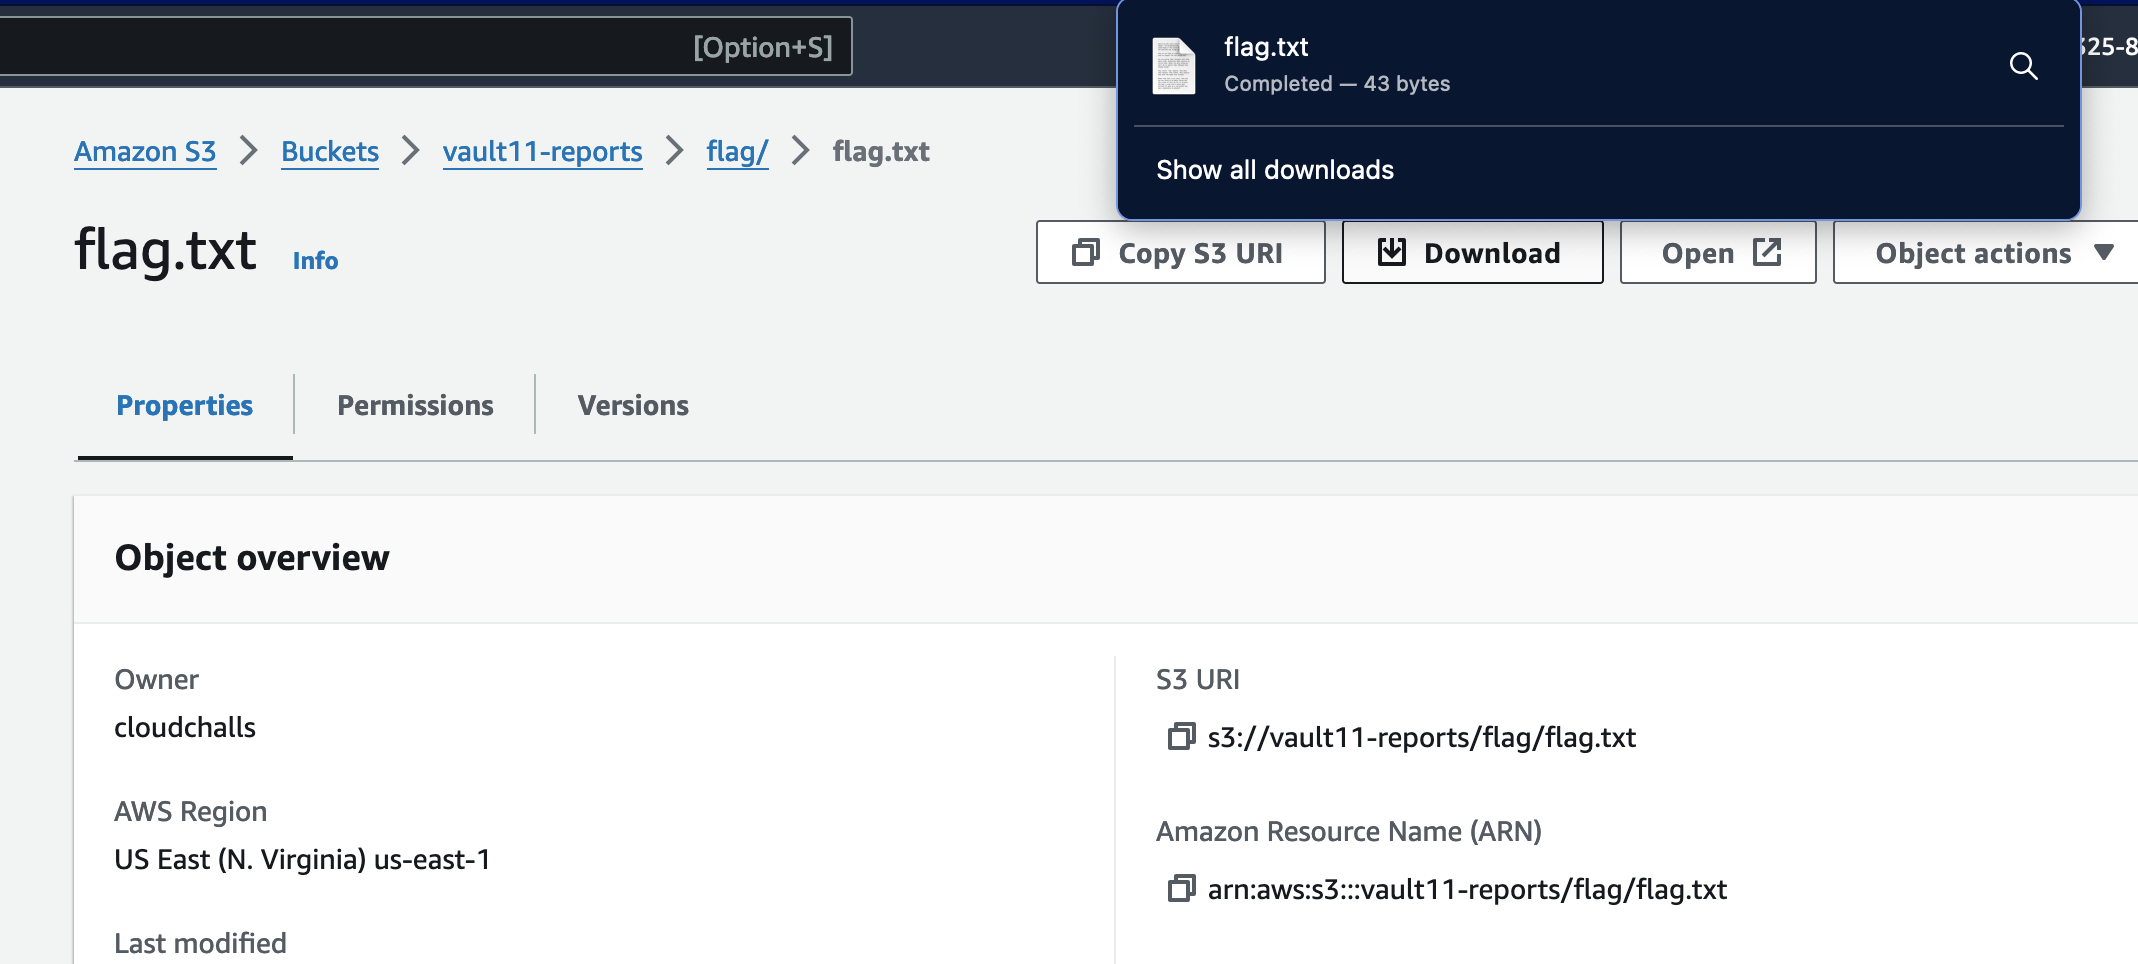 [Option+S]
flag.txt
Completed — 43 bytes
Show all downloads
Amazon S3 > Buckets > vault11-reports > flag/ > flag.txt
flag.txt Info
Copy S3 URI Download Open Object actions
Properties Permissions Versions
Object overview
Owner
cloudchalls
AWS Region
US East (N. Virginia) us-east-1
Last modified
S3 URI
s3://vault11-reports/flag/flag.txt
Amazon Resource Name (ARN)
arn:aws:s3:::vault11-reports/flag/flag.txt